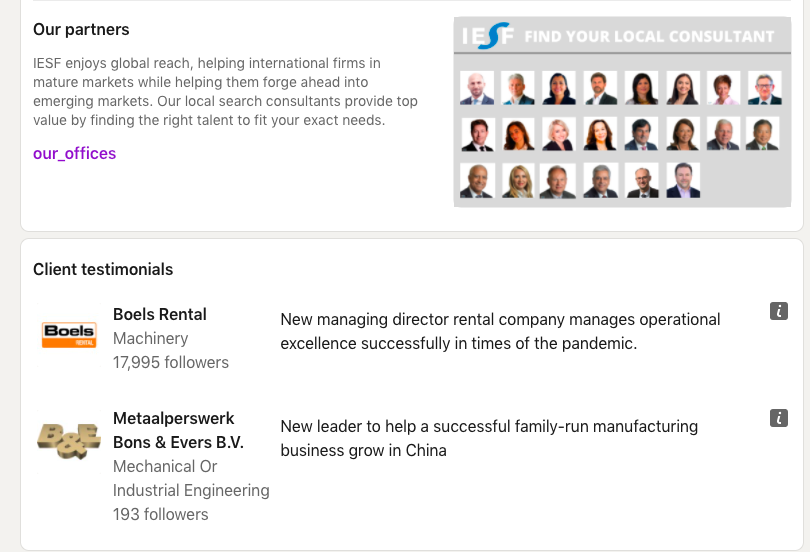 Our partners
IESF FIND YOUR LOCAL CONSULTANT
IESF enjoys global reach, helping international firms in
mature markets while helping them forge ahead into
emerging markets. Our local search consultants provide top
value by finding the right talent to fit your exact needs.
our_offices
Client testimonials
Boels RENTAL
Boels Rental
Machinery
17,995 followers
New managing director rental company manages operational
excellence successfully in times of the pandemic.
i
B&E
Metaalperswerk
Bons & Evers B.V.
Mechanical Or
Industrial Engineering
193 followers
New leader to help a successful family-run manufacturing
business grow in China
i